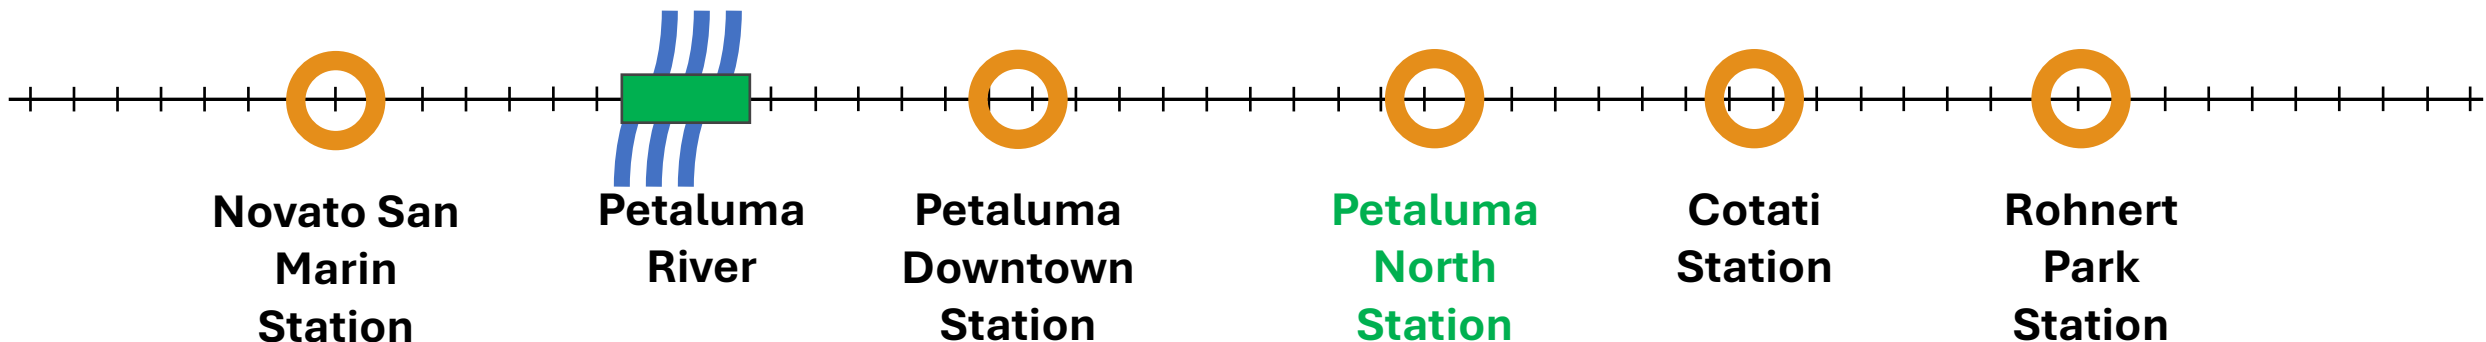 Novato San
Marin
Station
Petaluma
River
Petaluma
Downtown
Station
Petaluma
North
Station
Cotati
Station
Rohnert
Park
Station